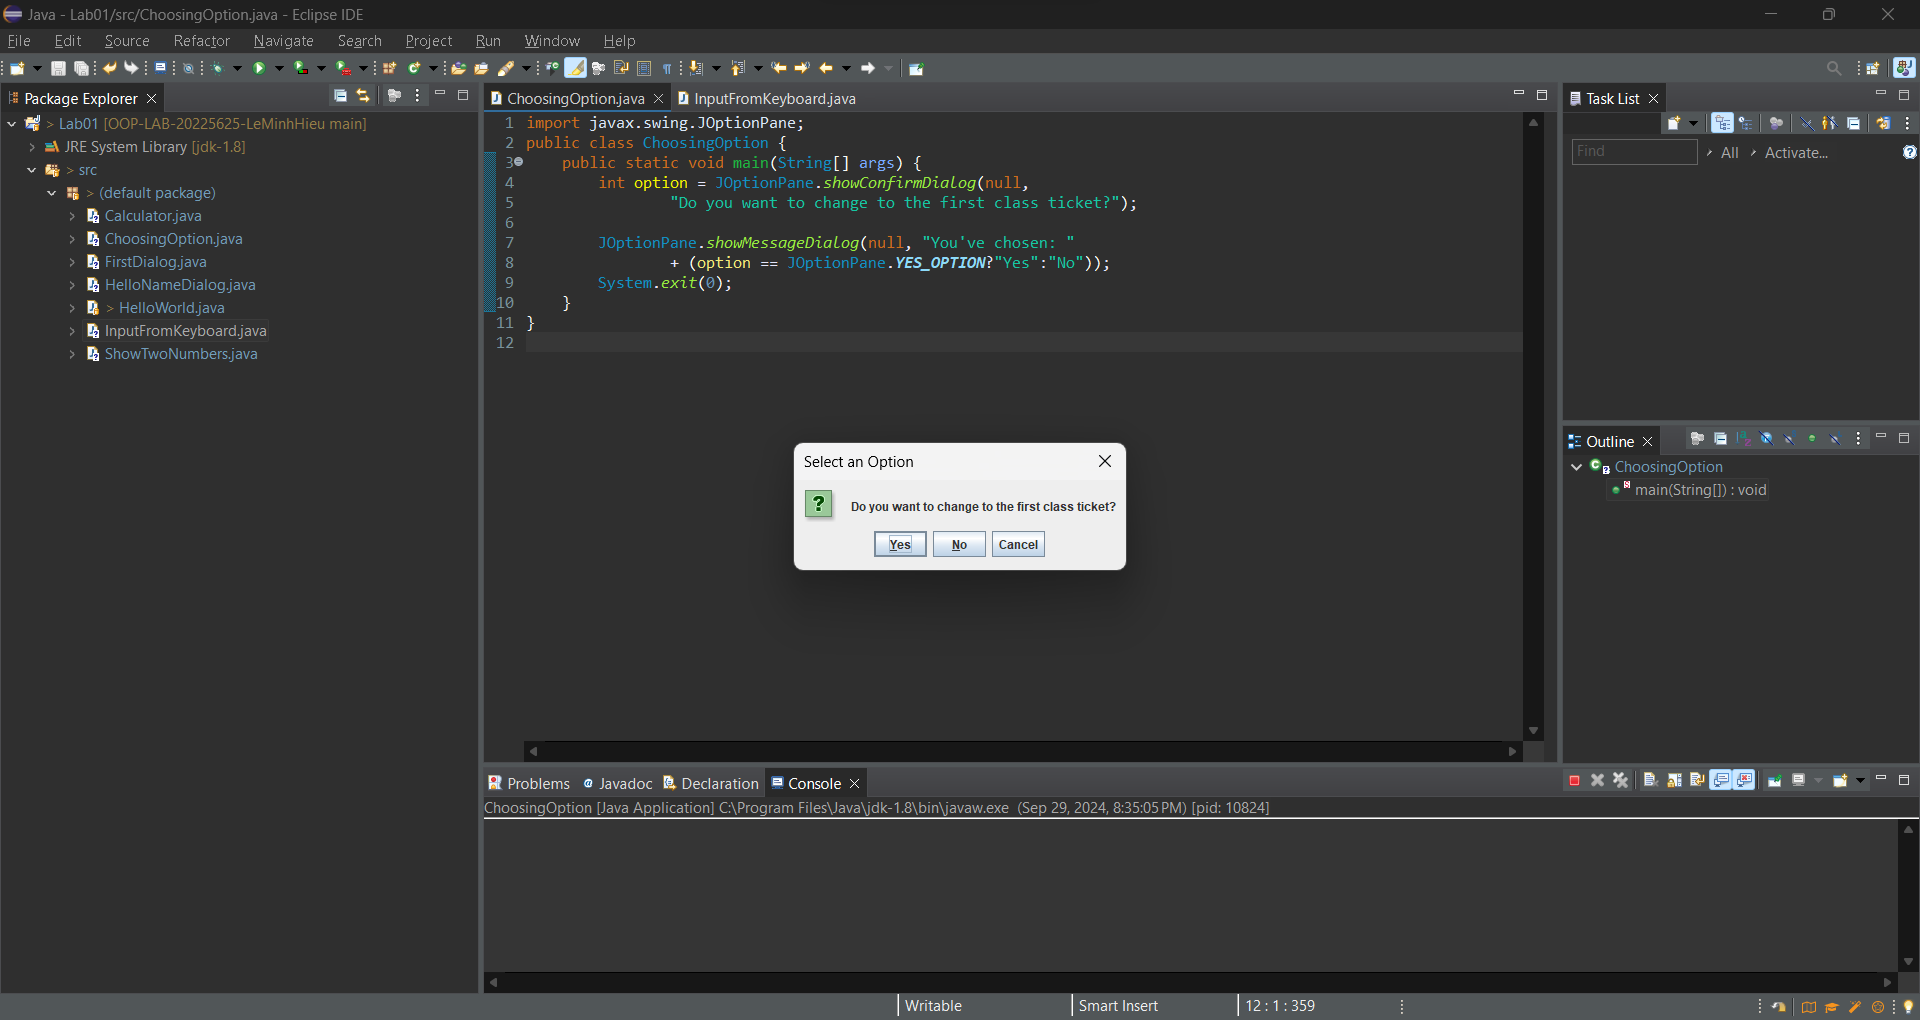 Java - Lab01/src/ChoosingOption.java - Eclipse IDE
File Edit Source Refactor Navigate Search Project Run Window Help
Package Explorer
> Lab01 [OOP-LAB-20225625-LeMinhHieu main]
JRE System Library [jdk-1.8]
> src
> (default package)
Calculator.java
ChoosingOption.java
FirstDialog.java
HelloNameDialog.java
> HelloWorld.java
InputFromKeyboard.java
ShowTwoNumbers.java
ChoosingOption.java InputFromKeyboard.java
1 import javax.swing.JOptionPane;
2 public class ChoosingOption {
3 public static void main(String[] args) {
4 int option = JOptionPane.showConfirmDialog(null,
5 "Do you want to change to the first class ticket?");
6
7 JOptionPane.showMessageDialog(null, "You've chosen: "
8 + (option == JOptionPane.YES_OPTION?"Yes":"No"));
9 System.exit(0);
10 }
11 }
12
Select an Option
? Do you want to change to the first class ticket?
Yes No Cancel
Task List
Find All Activate...
Outline
ChoosingOption
main(String[]) : void
Problems Javadoc Declaration Console
ChoosingOption [Java Application] C:\Program Files\Java\jdk-1.8\bin\javaw.exe (Sep 29, 2024, 8:35:05 PM) [pid: 10824]
Writable Smart Insert 12 : 1 : 359